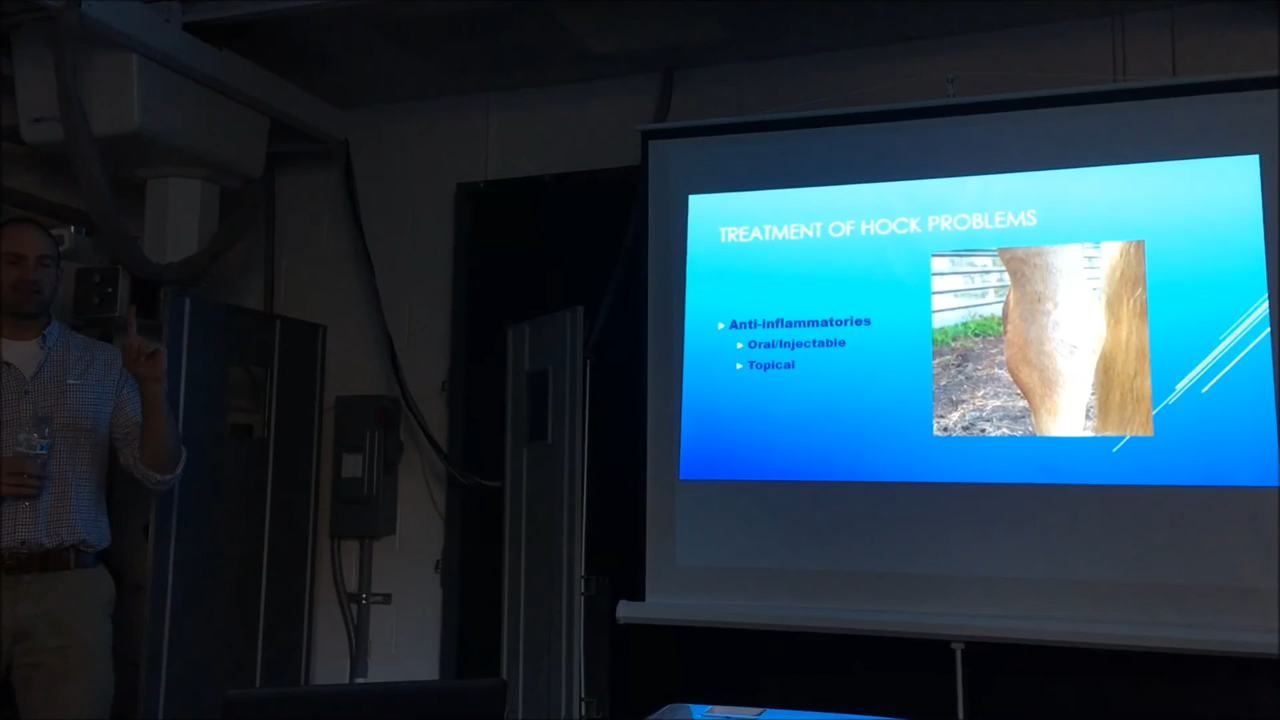 TREATMENT OF HOCK PROBLEMS
Anti-inflammatories
Oral/Injectable
Topical